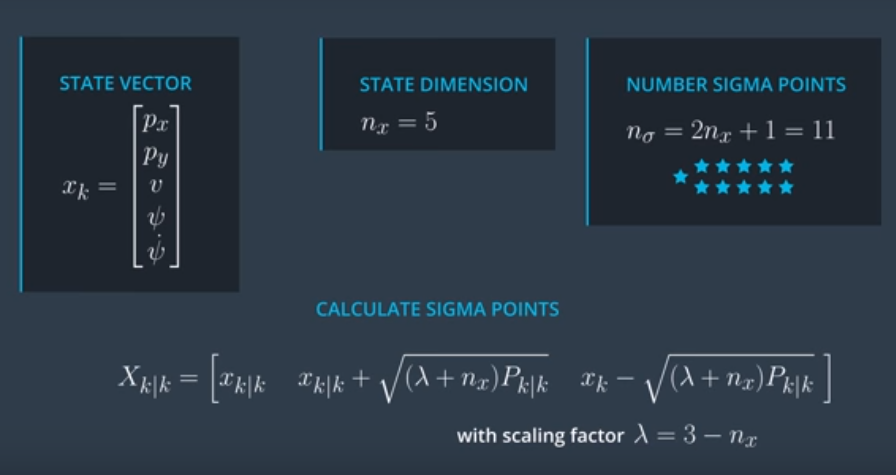 STATE VECTOR
x_k = [p_x p_y v ψ ψ̇]
STATE DIMENSION
n_x = 5
NUMBER SIGMA POINTS
n_σ = 2n_x + 1 = 11
CALCULATE SIGMA POINTS
X_{k|k} = [x_{k|k} x_{k|k} + √((λ + n_x)P_{k|k}) x_k − √((λ + n_x)P_{k|k})]
with scaling factor λ = 3 − n_x